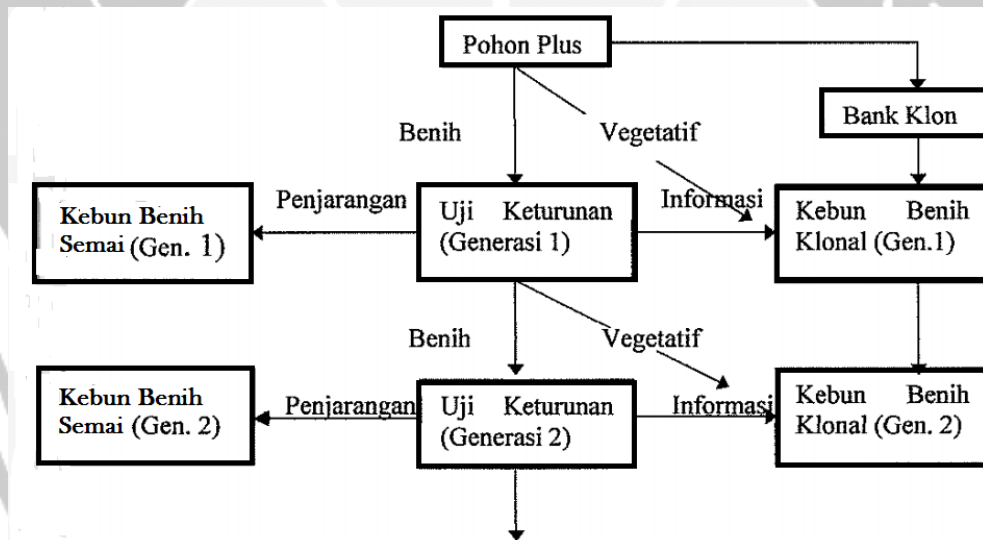 Pohon Plus
Bank Klon
Benih
Vegetatif
Penjarangan
Informasi
Kebun Benih
Semai (Gen. 1)
Uji Keturunan
(Generasi 1)
Kebun Benih
Klonal (Gen.1)
Benih
Vegetatif
Penjarangan
Informasi
Kebun Benih
Semai (Gen. 2)
Uji Keturunan
(Generasi 2)
Kebun Benih
Klonal (Gen. 2)